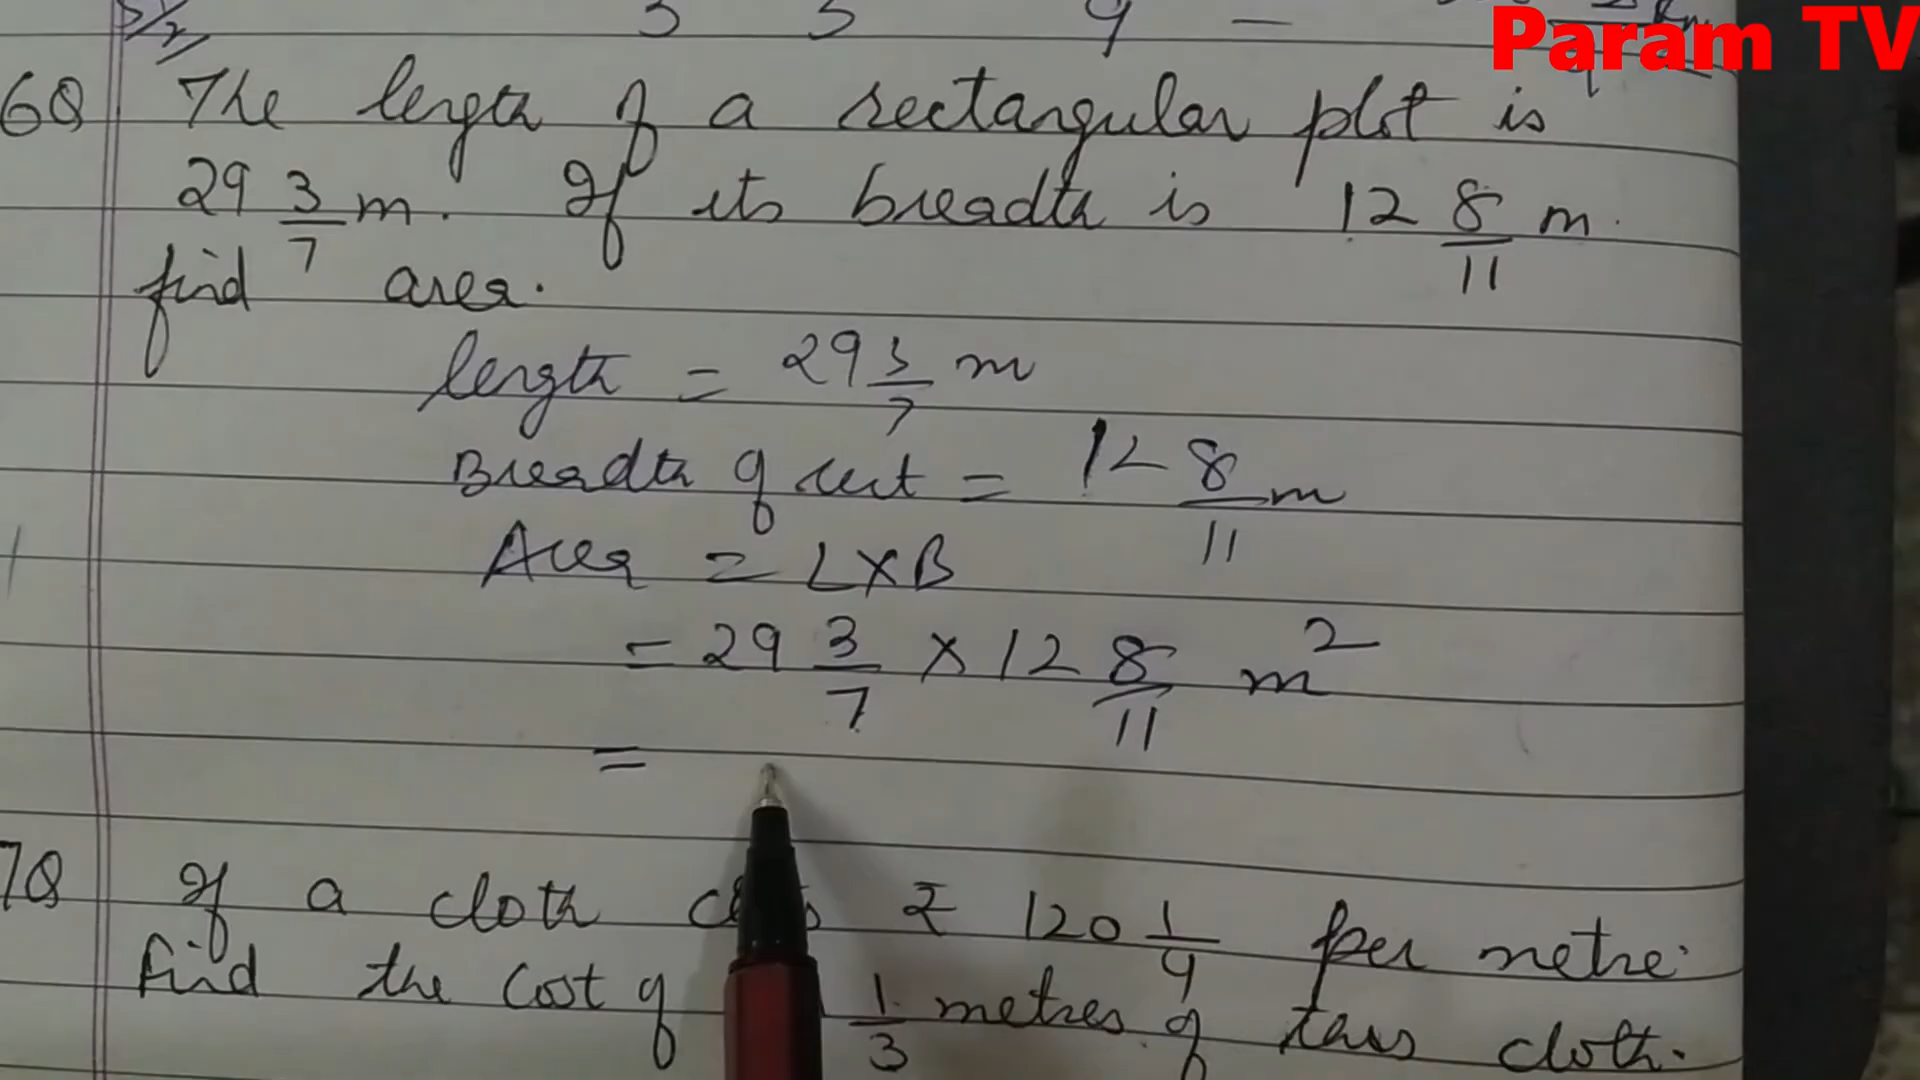 Param TV
6Q The length of a rectangular plot is
29 3/7 m. If its breadth is 12 8/11 m.
find area.
length = 29 3/7 m
Breadth of rect = 12 8/11 m
Area = L×B
= 29 3/7 × 12 8/11 m²
=
7Q If a cloth ₹ 120 1/4 per metre.
Find the cost of 1/3 metres of this cloth.